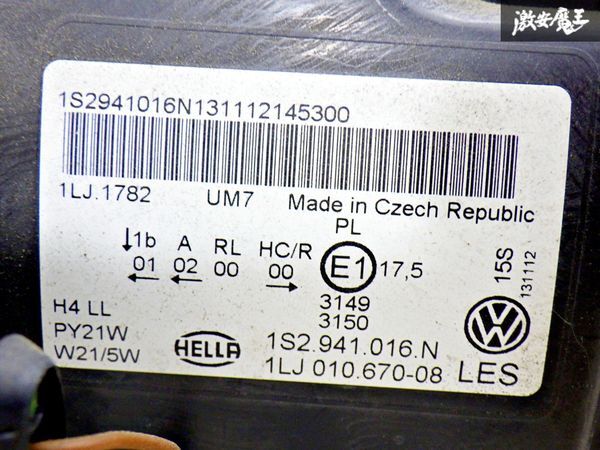 激安魔王
1S2941016N131112145300
1LJ.1782 UM7 Made in Czech Republic
PL
↓1b A RL HC/R
01 02 00 00 E1 17,5
← ← →
15S
131112
3149
3150
H4 LL
PY21W
W21/5W
HELLA
1S2.941.016.N
1LJ 010.670-08
VW
LES